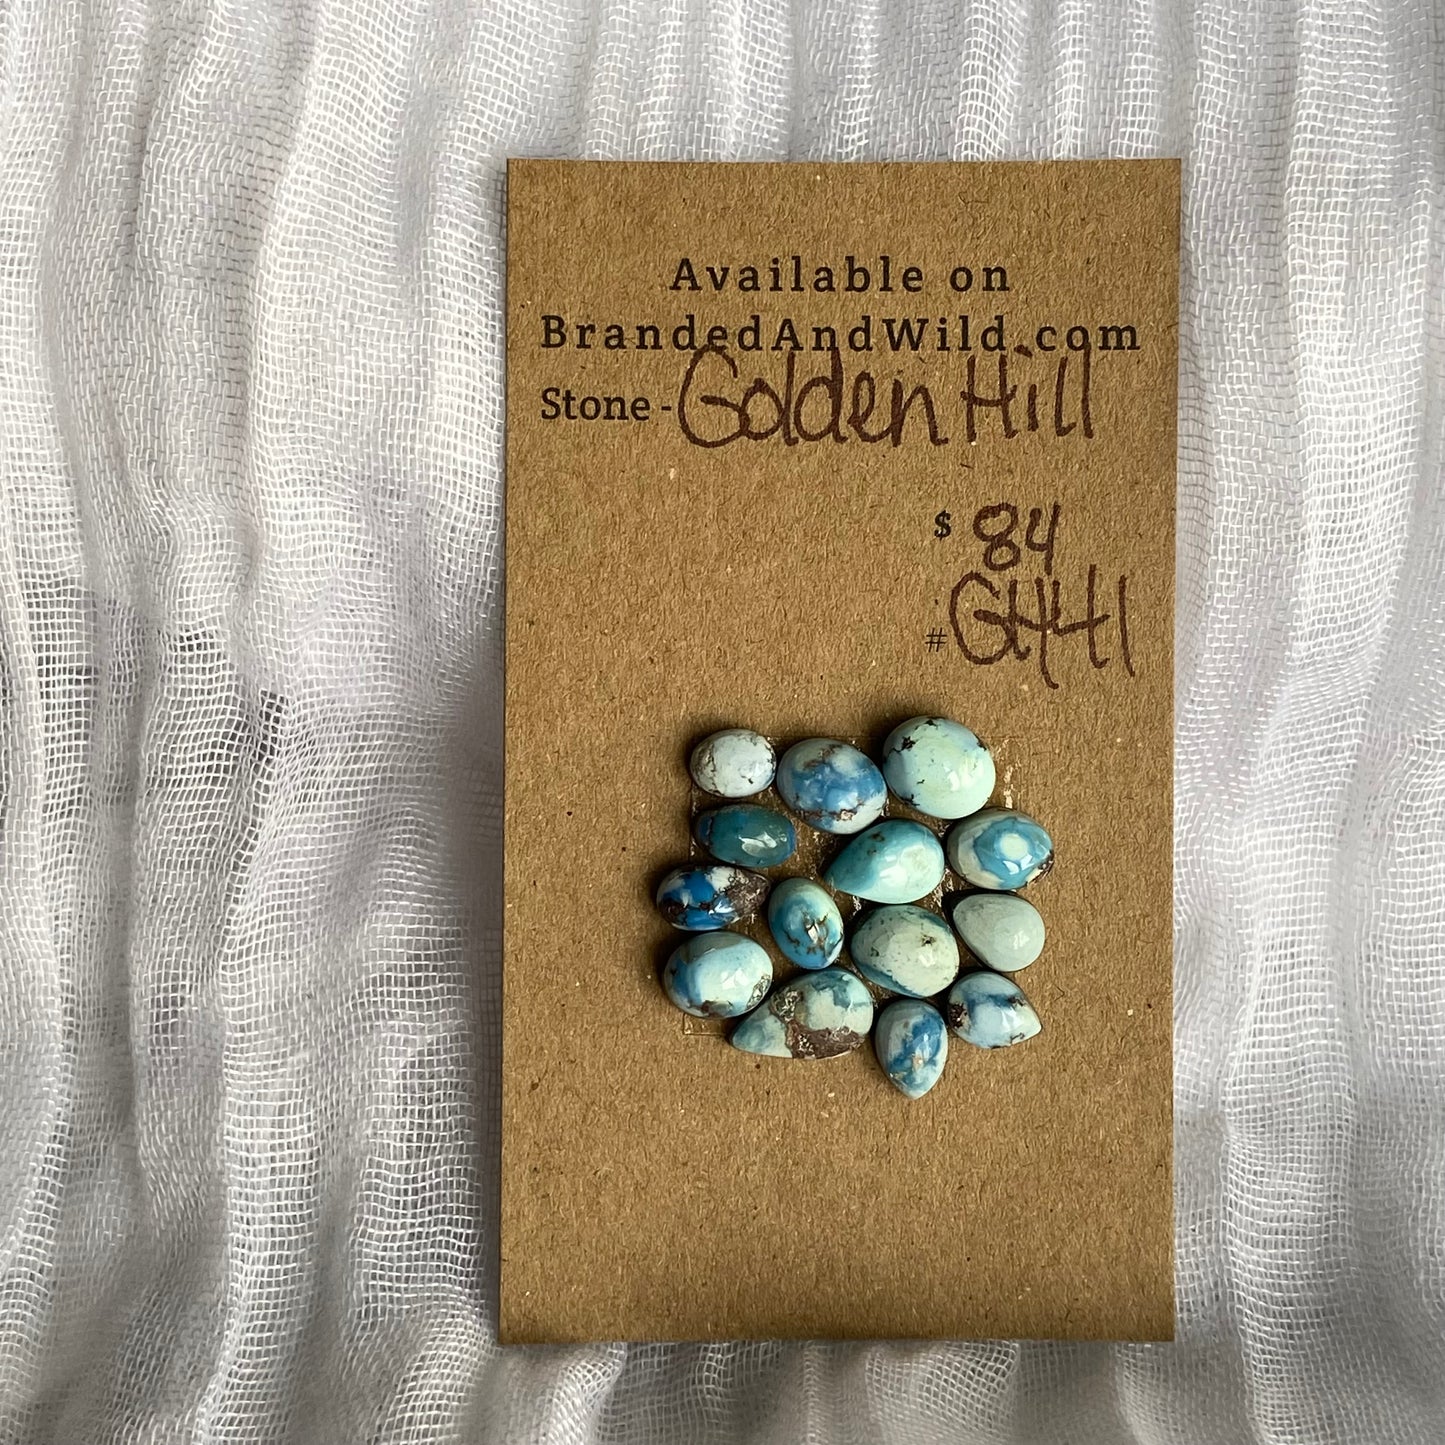 Available on
BrandedAndWild.com
Stone - Golden Hill
$ 84
# GH41